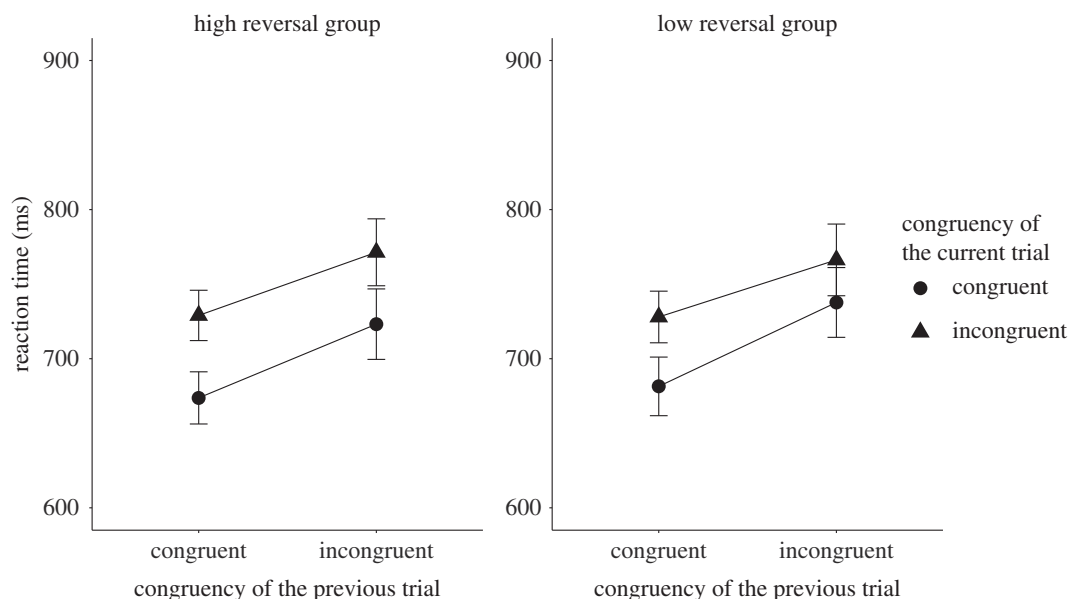 high reversal group
low reversal group
900
800
700
600
reaction time (ms)
congruent
incongruent
congruency of the previous trial
900
800
700
600
congruent
incongruent
congruency of the previous trial
congruency of
the current trial
congruent
incongruent